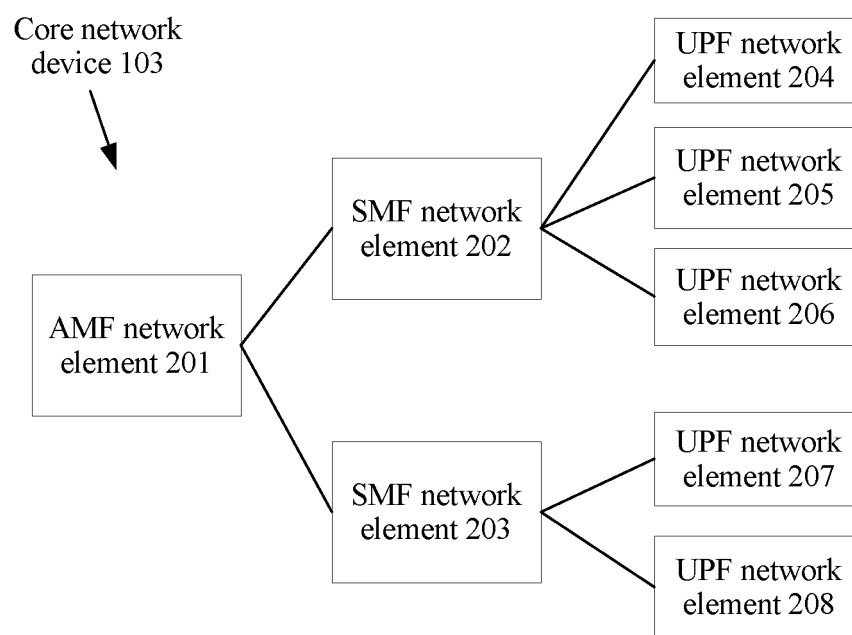 Core network
device 103
AMF network
element 201
SMF network
element 202
SMF network
element 203
UPF network
element 204
UPF network
element 205
UPF network
element 206
UPF network
element 207
UPF network
element 208